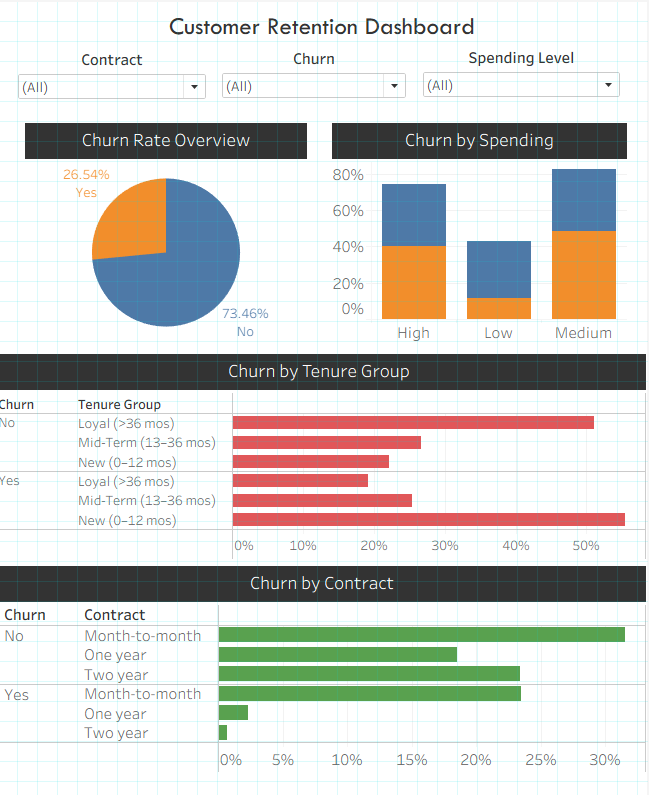 Customer Retention Dashboard
Contract Churn Spending Level
(All) (All) (All)
Churn Rate Overview
26.54%
Yes
73.46%
No
Churn by Spending
80%
60%
40%
20%
0%
High Low Medium
Churn by Tenure Group
Churn Tenure Group
No Loyal (>36 mos)
Mid-Term (13–36 mos)
New (0–12 mos)
Yes Loyal (>36 mos)
Mid-Term (13–36 mos)
New (0–12 mos)
0% 10% 20% 30% 40% 50%
Churn by Contract
Churn Contract
No Month-to-month
One year
Two year
Yes Month-to-month
One year
Two year
0% 5% 10% 15% 20% 25% 30%